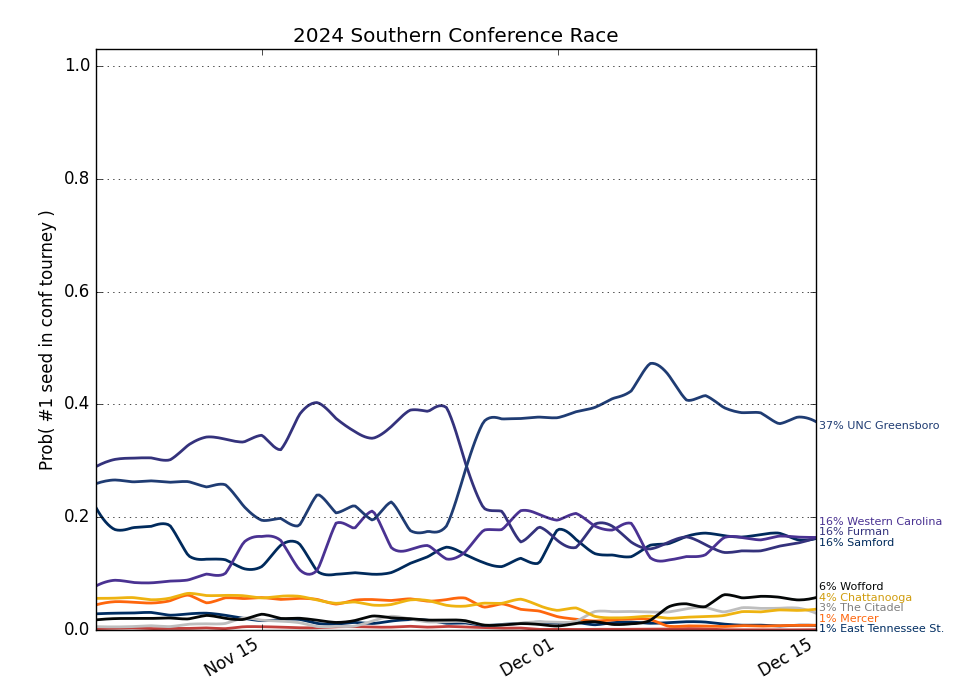 2024 Southern Conference Race
Prob( #1 seed in conf tourney )
1.0
0.8
0.6
0.4
0.2
0.0
Nov 15
Dec 01
Dec 15
37% UNC Greensboro
16% Western Carolina
16% Furman
16% Samford
6% Wofford
4% Chattanooga
3% The Citadel
1% Mercer
1% East Tennessee St.